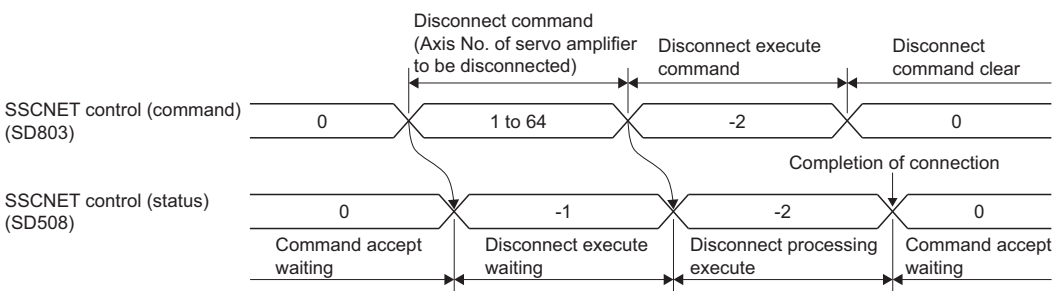 Disconnect command
(Axis No. of servo amplifier
to be disconnected)
Disconnect execute
command
Disconnect
command clear
SSCNET control (command)
(SD803)
0
1 to 64
-2
0
Completion of connection
SSCNET control (status)
(SD508)
0
-1
-2
0
Command accept
waiting
Disconnect execute
waiting
Disconnect processing
execute
Command accept
waiting